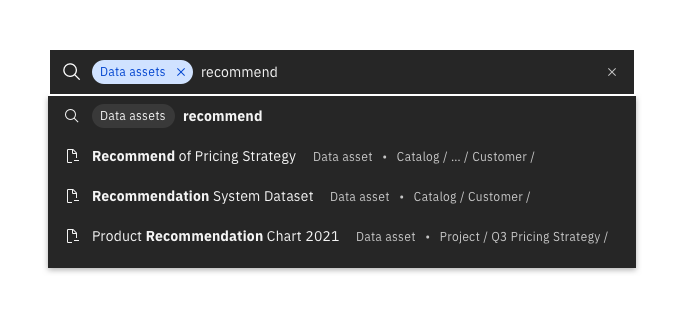 Data assets × recommend ×
Data assets recommend
Recommend of Pricing Strategy Data asset • Catalog / ... / Customer /
Recommendation System Dataset Data asset • Catalog / Customer /
Product Recommendation Chart 2021 Data asset • Project / Q3 Pricing Strategy /